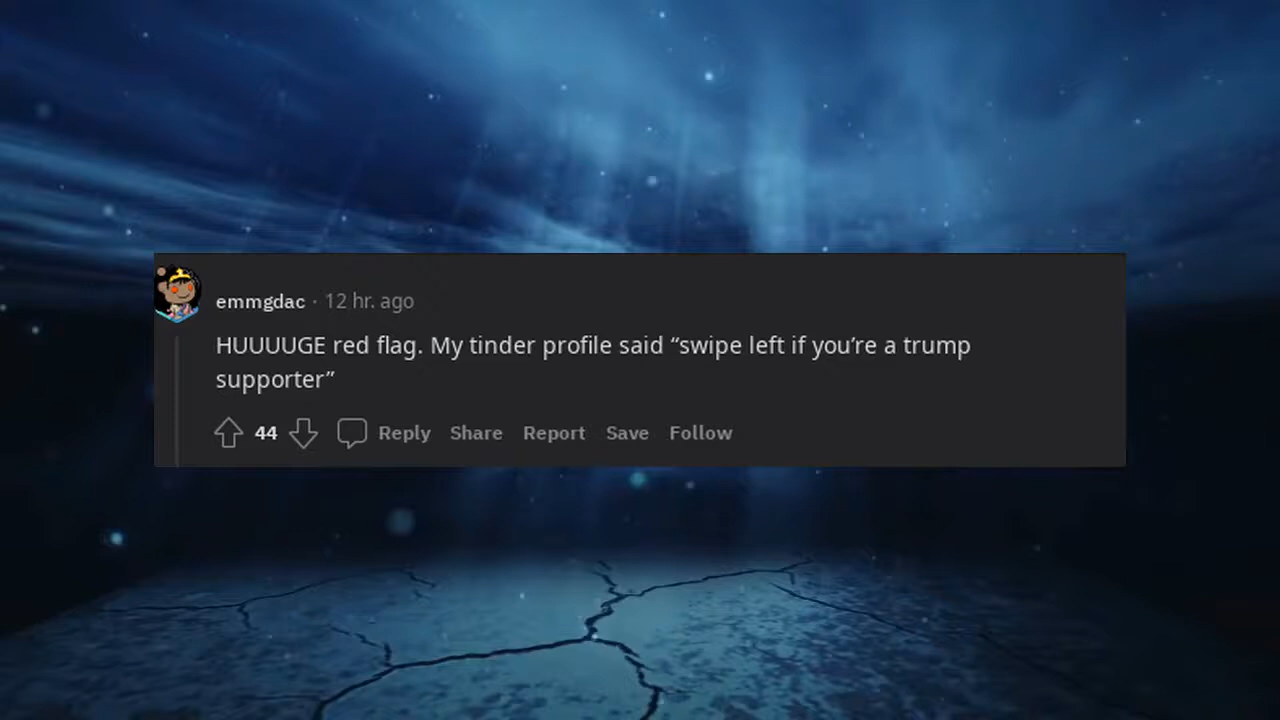 emmgdac · 12 hr. ago
HUUUUGE red flag. My tinder profile said “swipe left if you’re a trump
supporter”
44 Reply Share Report Save Follow